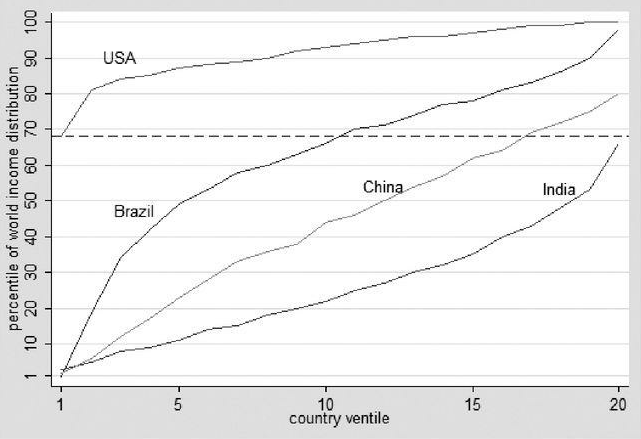 percentile of world income distribution
100
90
80
70
60
50
40
30
20
10
1
USA
Brazil
China
India
1
5
10
15
20
country ventile